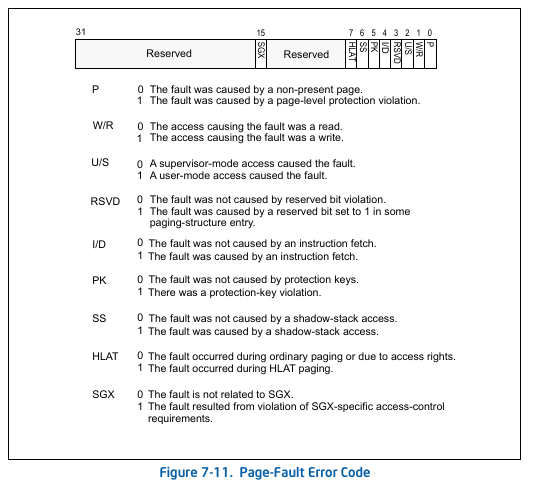 31 15 7 6 5 4 3 2 1 0
Reserved SGX Reserved HLAT SS PK I/D RSVD U/S W/R P
P 0 The fault was caused by a non-present page.
1 The fault was caused by a page-level protection violation.
W/R 0 The access causing the fault was a read.
1 The access causing the fault was a write.
U/S 0 A supervisor-mode access caused the fault.
1 A user-mode access caused the fault.
RSVD 0 The fault was not caused by reserved bit violation.
1 The fault was caused by a reserved bit set to 1 in some
paging-structure entry.
I/D 0 The fault was not caused by an instruction fetch.
1 The fault was caused by an instruction fetch.
PK 0 The fault was not caused by protection keys.
1 There was a protection-key violation.
SS 0 The fault was not caused by a shadow-stack access.
1 The fault was caused by a shadow-stack access.
HLAT 0 The fault occurred during ordinary paging or due to access rights.
1 The fault occurred during HLAT paging.
SGX 0 The fault is not related to SGX.
1 The fault resulted from violation of SGX-specific access-control
requirements.
Figure 7-11. Page-Fault Error Code